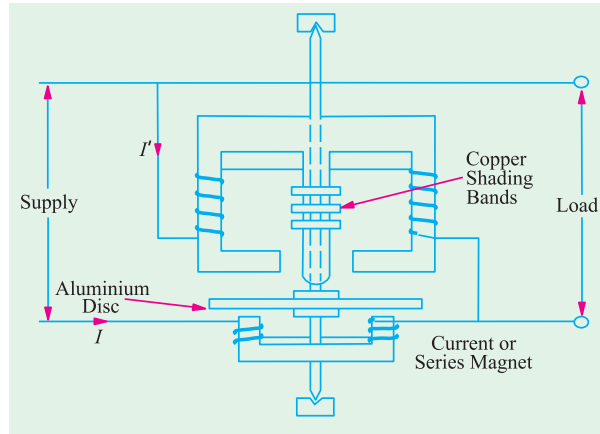 I′
Copper
Shading
Bands
Supply
Load
Aluminium
Disc
I
Current or
Series Magnet